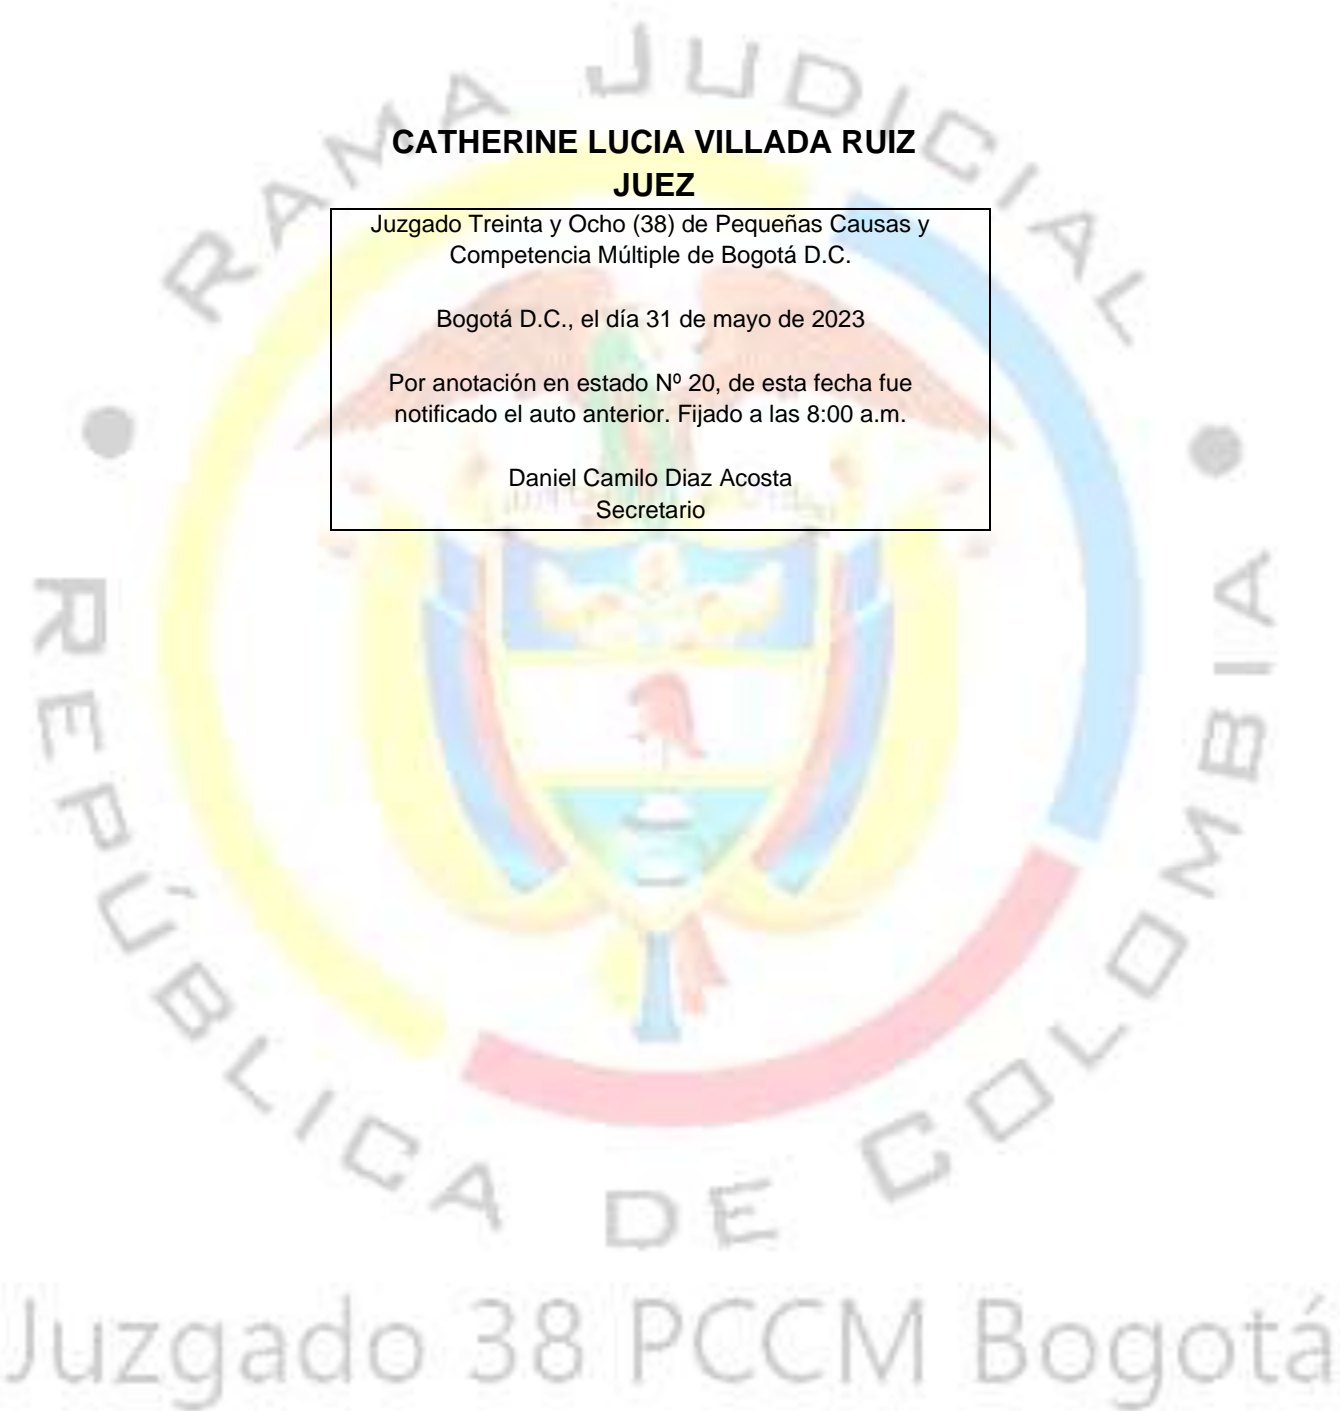 RAMA JUDICIAL
CATHERINE LUCIA VILLADA RUIZ
JUEZ
Juzgado Treinta y Ocho (38) de Pequeñas Causas y
Competencia Múltiple de Bogotá D.C.
Bogotá D.C., el día 31 de mayo de 2023
Por anotación en estado Nº 20, de esta fecha fue
notificado el auto anterior. Fijado a las 8:00 a.m.
Daniel Camilo Diaz Acosta
Secretario
REPÚBLICA DE COLOMBIA
Juzgado 38 PCCM Bogotá